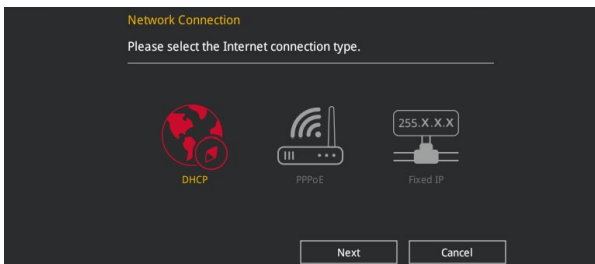 Network Connection
Please select the Internet connection type.
255.X.X.X
DHCP
PPPoE
Fixed IP
Next
Cancel